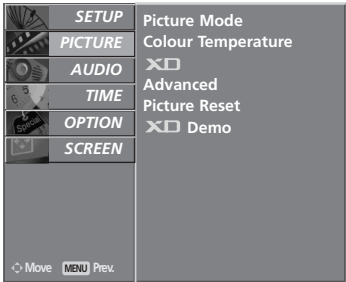 SETUP
PICTURE
AUDIO
TIME
OPTION
SCREEN
Move MENU Prev.
Picture Mode
Colour Temperature
XD
Advanced
Picture Reset
XD Demo